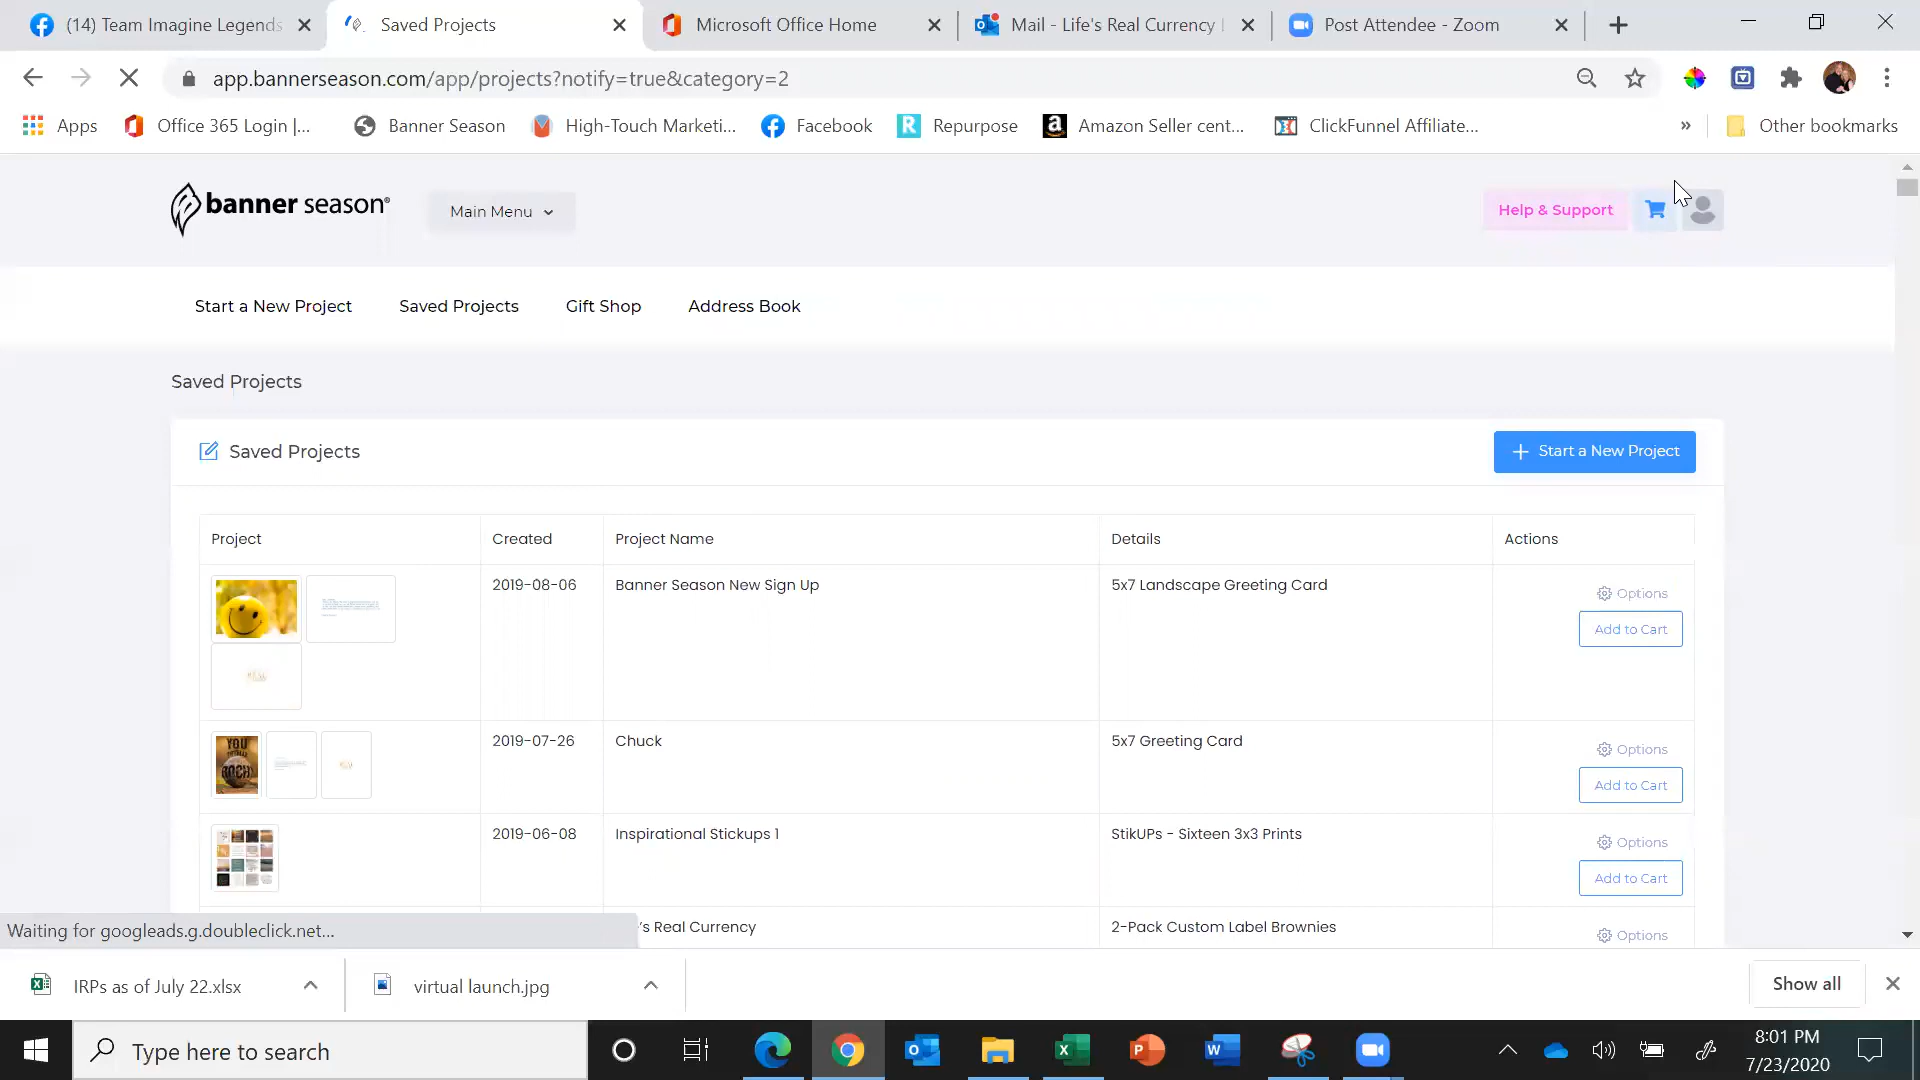 (14) Team Imagine Legends
Saved Projects
Microsoft Office Home
Mail - Life's Real Currency
Post Attendee - Zoom
app.bannerseason.com/app/projects?notify=true&category=2
Apps
Office 365 Login |...
Banner Season
High-Touch Marketi...
Facebook
Repurpose
Amazon Seller cent...
ClickFunnel Affiliate...
»
Other bookmarks
banner season®
Main Menu
Help & Support
Start a New Project
Saved Projects
Gift Shop
Address Book
Saved Projects
Saved Projects
+ Start a New Project
Project
Created
Project Name
Details
Actions
2019-08-06
Banner Season New Sign Up
5x7 Landscape Greeting Card
Options
Add to Cart
YOU
ROCK!
2019-07-26
Chuck
5x7 Greeting Card
Options
Add to Cart
2019-06-08
Inspirational Stickups 1
StikUPs - Sixteen 3x3 Prints
Options
Add to Cart
's Real Currency
2-Pack Custom Label Brownies
Options
Waiting for googleads.g.doubleclick.net...
IRPs as of July 22.xlsx
virtual launch.jpg
Show all
Type here to search
8:01 PM
7/23/2020